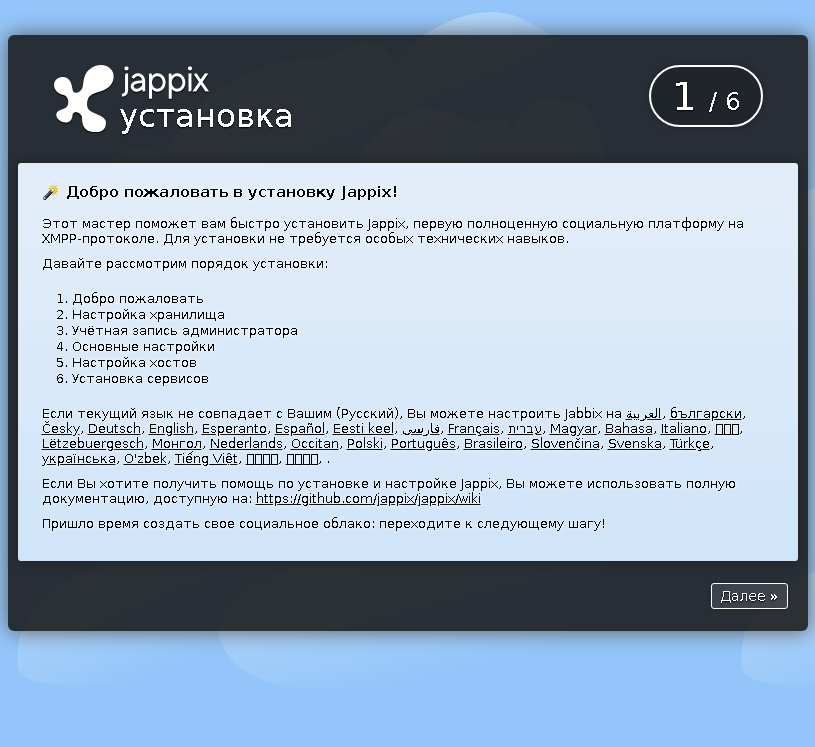 jappix
установка
1 / 6
Добро пожаловать в установку Jappix!
Этот мастер поможет вам быстро установить Jappix, первую полноценную социальную платформу на
XMPP-протоколе. Для установки не требуется особых технических навыков.
Давайте рассмотрим порядок установки:
1. Добро пожаловать
2. Настройка хранилища
3. Учётная запись администратора
4. Основные настройки
5. Настройка хостов
6. Установка сервисов
Если текущий язык не совпадает с Вашим (Русский), Вы можете настроить Jabbix на العربية, български,
Česky, Deutsch, English, Esperanto, Español, Eesti keel, فارسی, Français, עברית, Magyar, Bahasa, Italiano, ,
Lëtzebuergesch, Монгол, Nederlands, Occitan, Polski, Português, Brasileiro, Slovenčina, Svenska, Türkçe,
українська, O'zbek, Tiếng Việt, , , .
Если Вы хотите получить помощь по установке и настройке Jappix, Вы можете использовать полную
документацию, доступную на: https://github.com/jappix/jappix/wiki
Пришло время создать свое социальное облако: переходите к следующему шагу!
Далее »